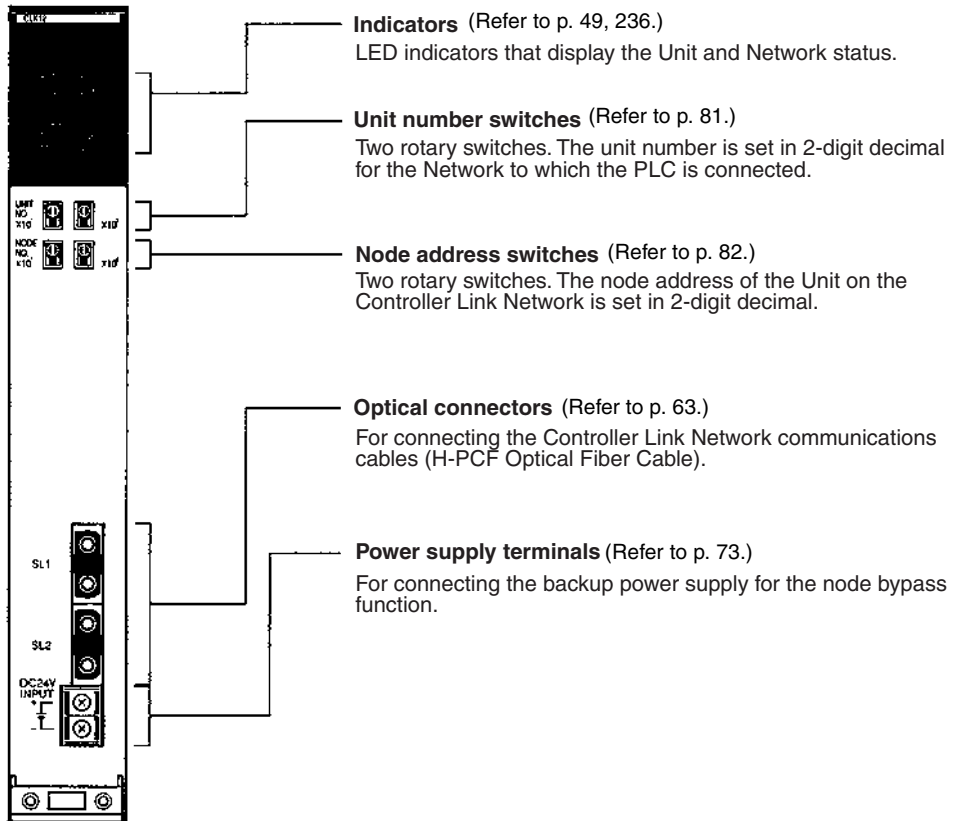 CLK12
Indicators (Refer to p. 49, 236.)
LED indicators that display the Unit and Network status.
Unit number switches (Refer to p. 81.)
Two rotary switches. The unit number is set in 2-digit decimal
for the Network to which the PLC is connected.
UNIT
NO.
NODE
NO.
Node address switches (Refer to p. 82.)
Two rotary switches. The node address of the Unit on the
Controller Link Network is set in 2-digit decimal.
Optical connectors (Refer to p. 63.)
For connecting the Controller Link Network communications
cables (H-PCF Optical Fiber Cable).
SL1
SL2
DC24V
INPUT
+
−
Power supply terminals (Refer to p. 73.)
For connecting the backup power supply for the node bypass
function.